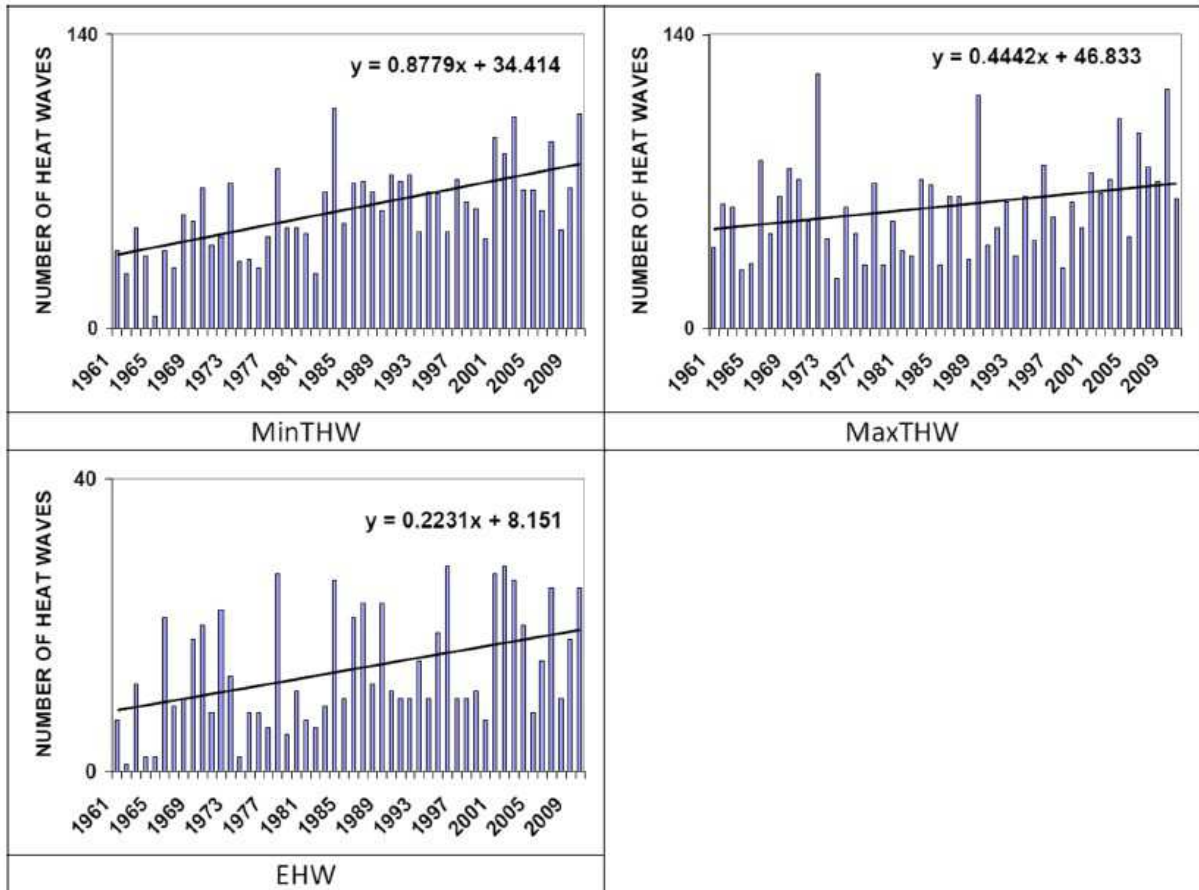 NUMBER OF HEAT WAVES
140
0
y = 0.8779x + 34.414
1961 1965 1969 1973 1977 1981 1985 1989 1993 1997 2001 2005 2009
MinTHW
NUMBER OF HEAT WAVES
140
0
y = 0.4442x + 46.833
1961 1965 1969 1973 1977 1981 1985 1989 1993 1997 2001 2005 2009
MaxTHW
NUMBER OF HEAT WAVES
40
0
y = 0.2231x + 8.151
1961 1965 1969 1973 1977 1981 1985 1989 1993 1997 2001 2005 2009
EHW